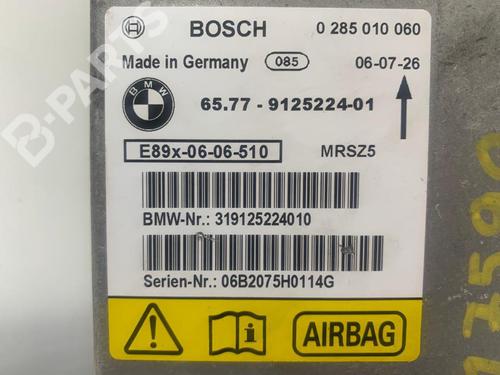 B-PARTS
BOSCH 0 285 010 060
Made in Germany 085 06-07-26
BMW
65.77 - 9125224-01
E89x-06-06-510 MRSZ5
BMW-Nr.: 319125224010
Serien-Nr.: 06B2075H0114G
AIRBAG